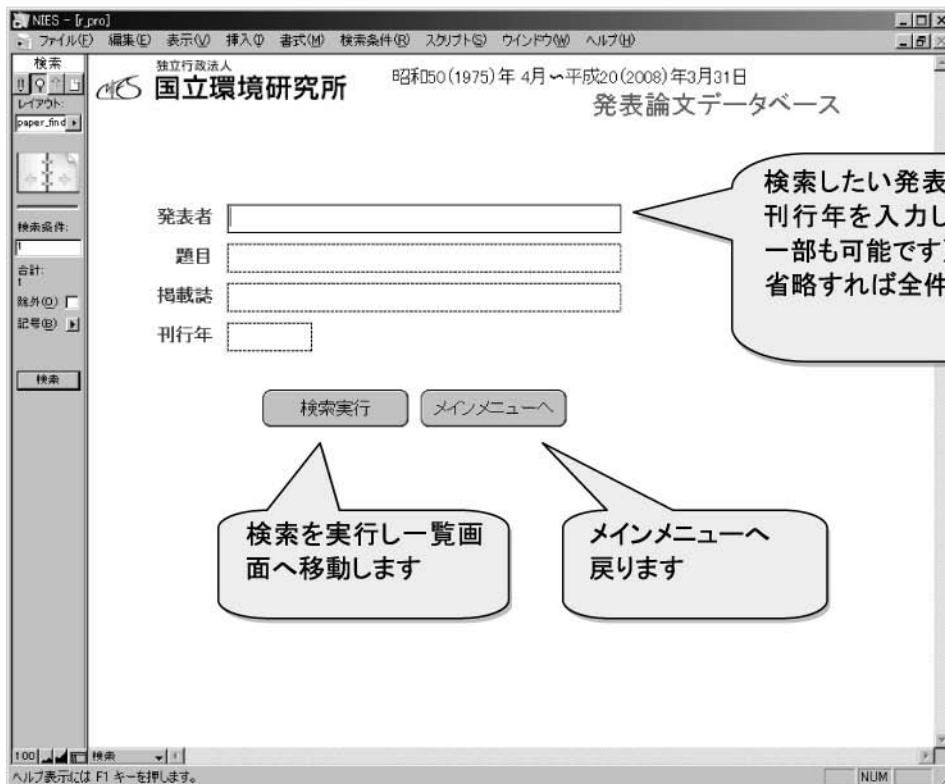 NIES - [r_pro]
ファイル(F) 編集(E) 表示(V) 挿入(I) 書式(M) 検索条件(R) スクリプト(S) ウインドウ(W) ヘルプ(H)
検索
レイアウト:
paper_find
検索条件:
1
合計:
1
除外(O)
記号(B)
検索
独立行政法人
NIES 国立環境研究所
昭和50(1975)年 4月〜平成20(2008)年3月31日
発表論文データベース
発表者
題目
掲載誌
刊行年
検索したい発表
刊行年を入力し
一部も可能です
省略すれば全件
検索実行 メインメニューへ
検索を実行し一覧画
面へ移動します
メインメニューへ
戻ります
100 検索
ヘルプ表示には F1 キーを押します。 NUM